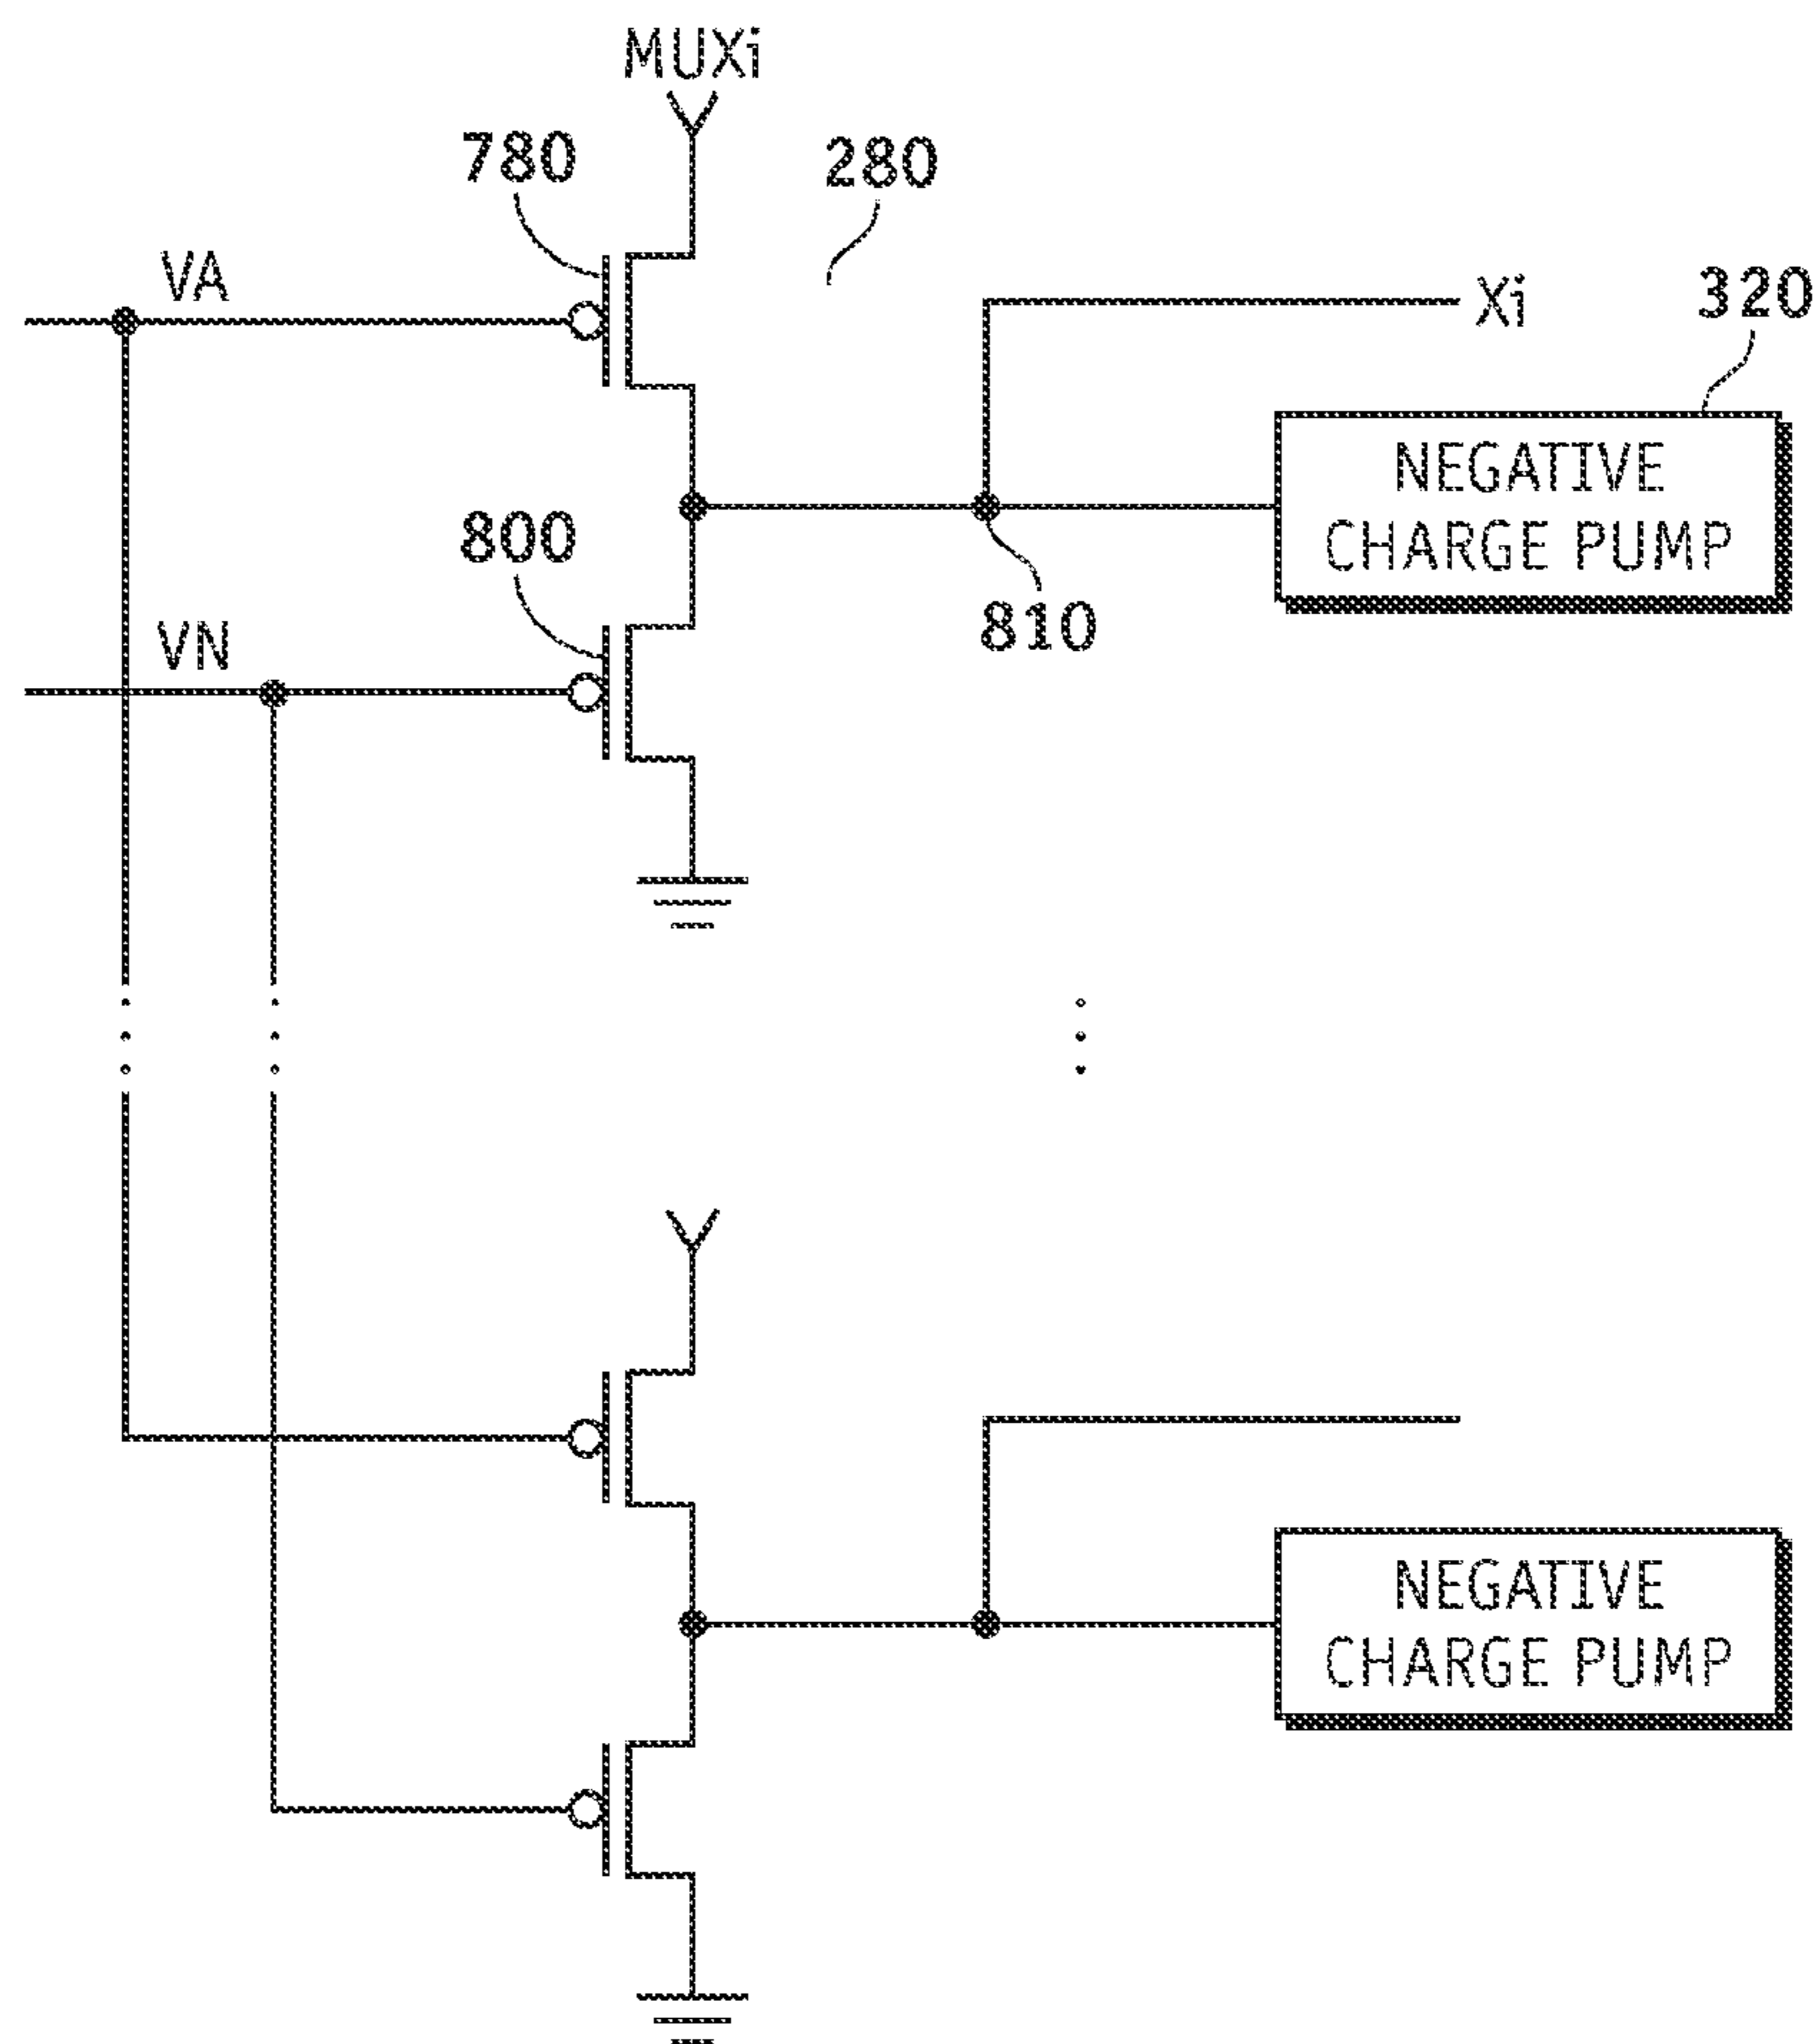 MUXi
780
280
VA
Xi
320
NEGATIVE
CHARGE PUMP
800
810
VN
NEGATIVE
CHARGE PUMP